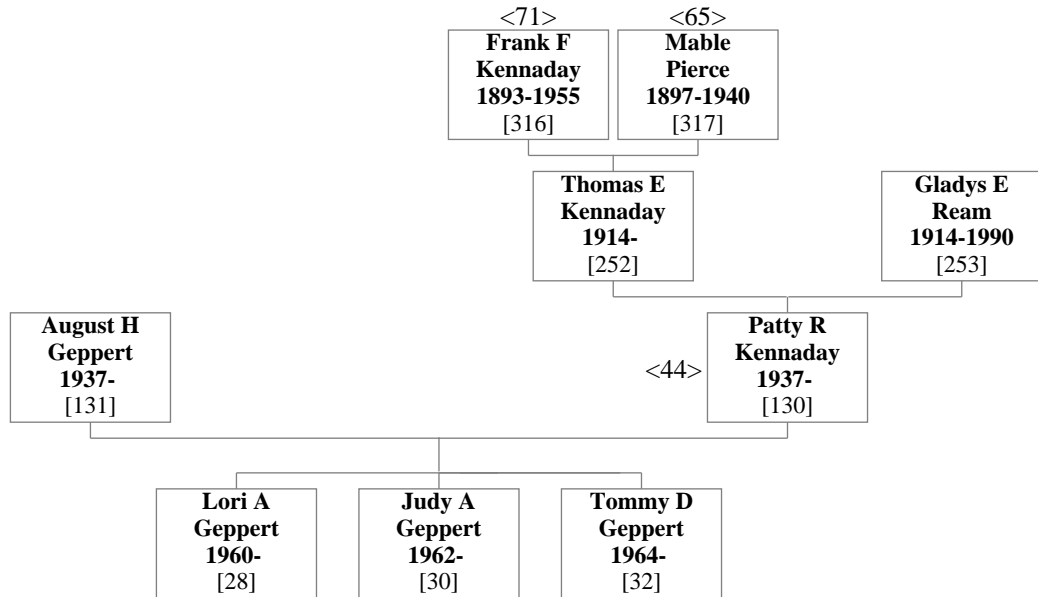 <71>
<65>
Frank F
Kennaday
1893-1955
[316]
Mable
Pierce
1897-1940
[317]
Thomas E
Kennaday
1914-
[252]
Gladys E
Ream
1914-1990
[253]
August H
Geppert
1937-
[131]
<44>
Patty R
Kennaday
1937-
[130]
Lori A
Geppert
1960-
[28]
Judy A
Geppert
1962-
[30]
Tommy D
Geppert
1964-
[32]